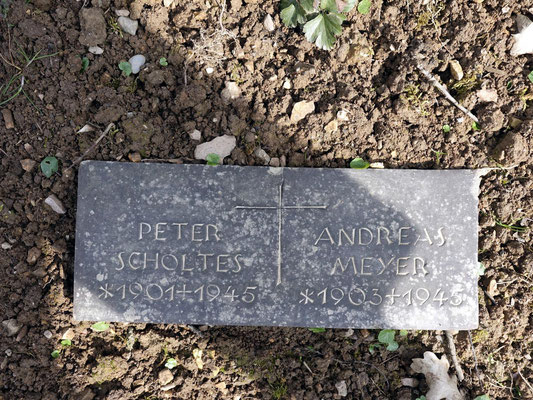 PETER
SCHOLTES
*1901+1945
ANDREAS
MEYER
*1903+1945